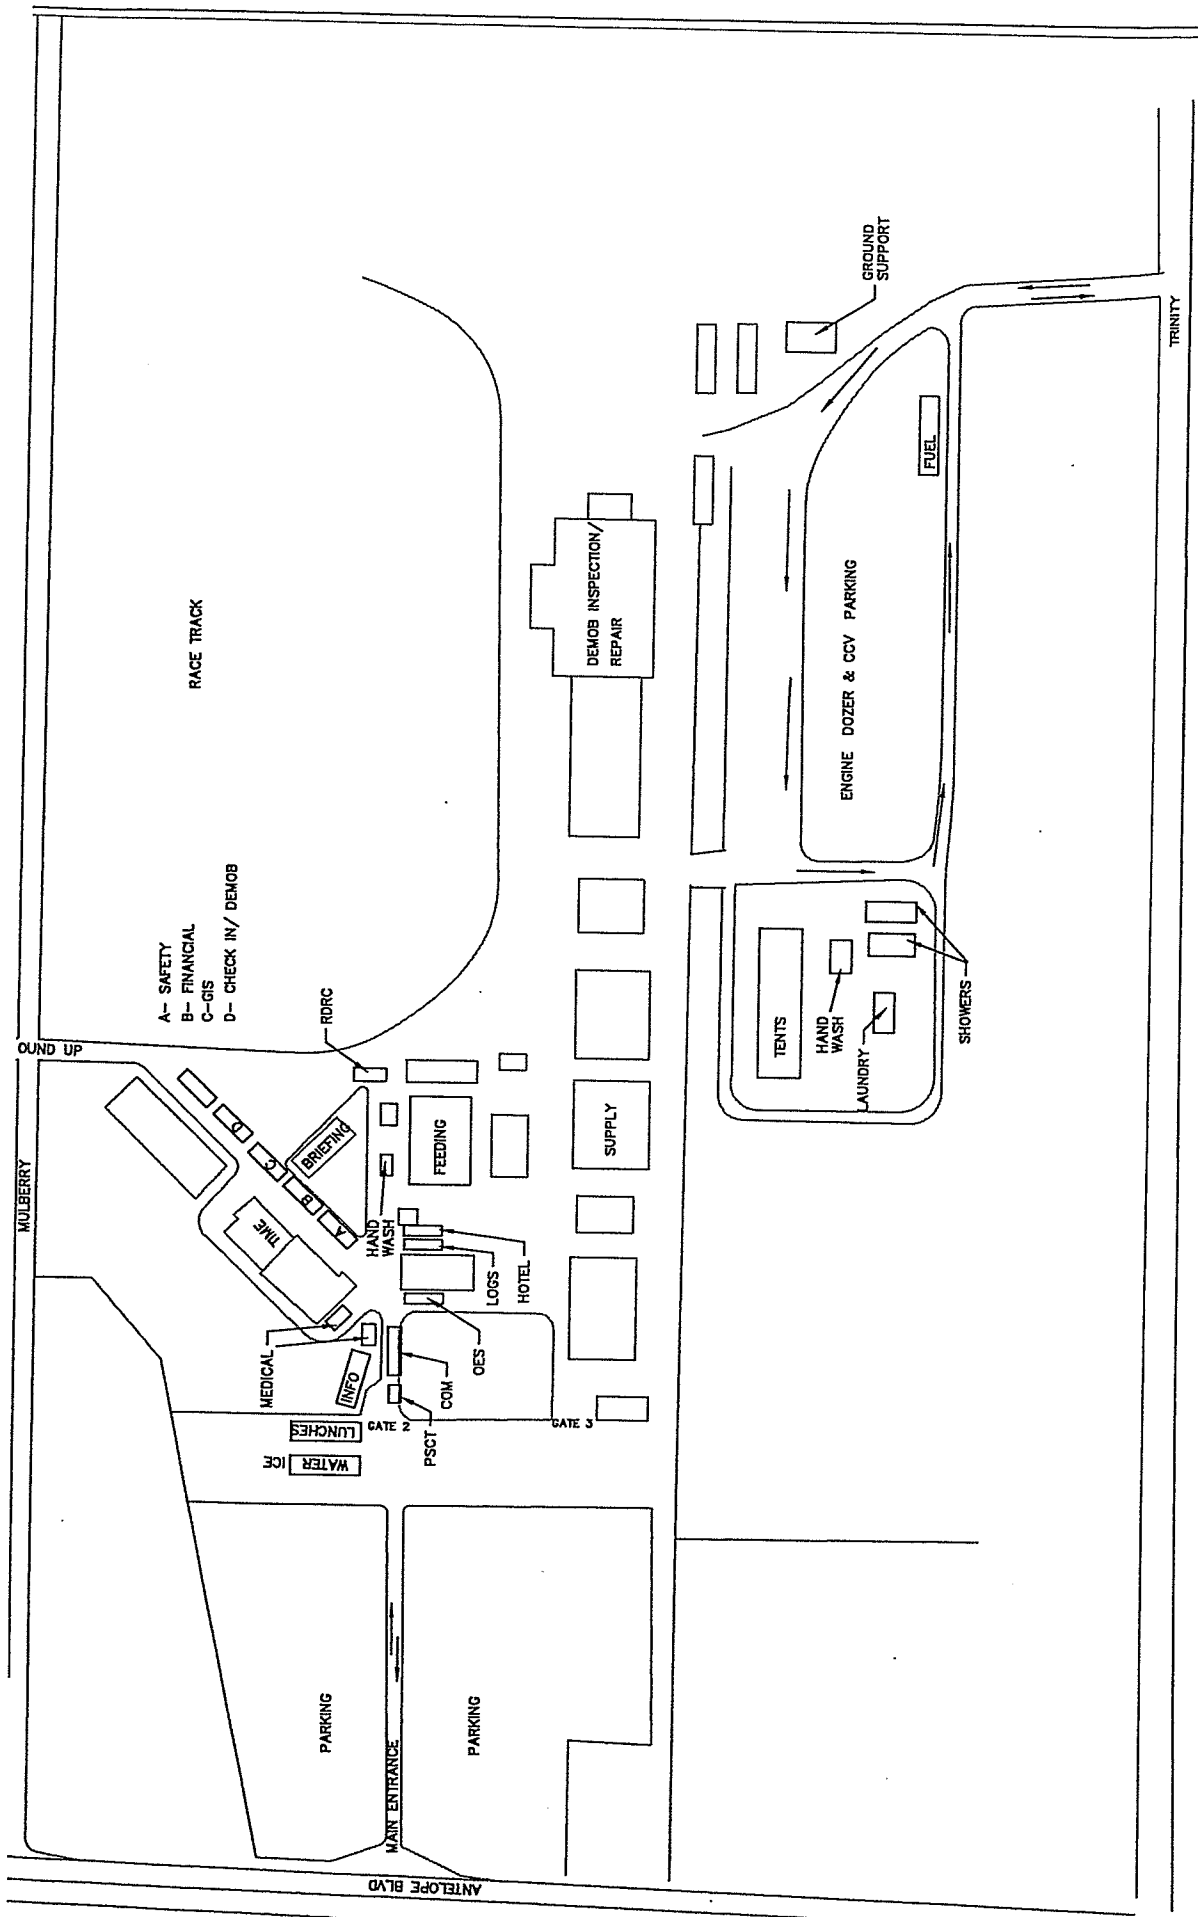 RACE TRACK
A- SAFETY
B- FINANCIAL
C-GIS
D- CHECK IN/ DEMOB
OUND UP
MULBERRY
RDRC
D
C
B
A
BRIEFING
TIME
HAND
WASH
FEEDING
SUPPLY
LOGS
HOTEL
OES
COM
PSCT
MEDICAL
INFO
LUNCHES
WATER
ICE
GATE 2
GATE 3
PARKING
PARKING
MAIN ENTRANCE
ANTELOPE BLVD
DEMOB INSPECTION/
REPAIR
GROUND
SUPPORT
TRINITY
FUEL
ENGINE DOZER & CCV PARKING
TENTS
HAND
WASH
LAUNDRY
SHOWERS